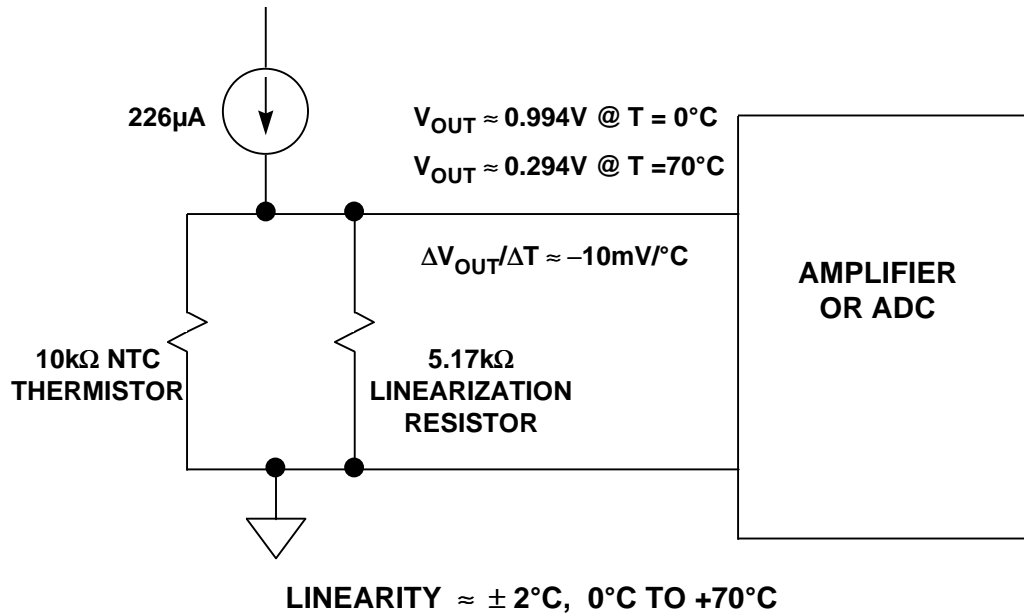 226µA
V_OUT ≈ 0.994V @ T = 0°C
V_OUT ≈ 0.294V @ T =70°C
ΔV_OUT/ΔT ≈ −10mV/°C
AMPLIFIER
OR ADC
10kΩ NTC
THERMISTOR
5.17kΩ
LINEARIZATION
RESISTOR
LINEARITY ≈ ± 2°C, 0°C TO +70°C